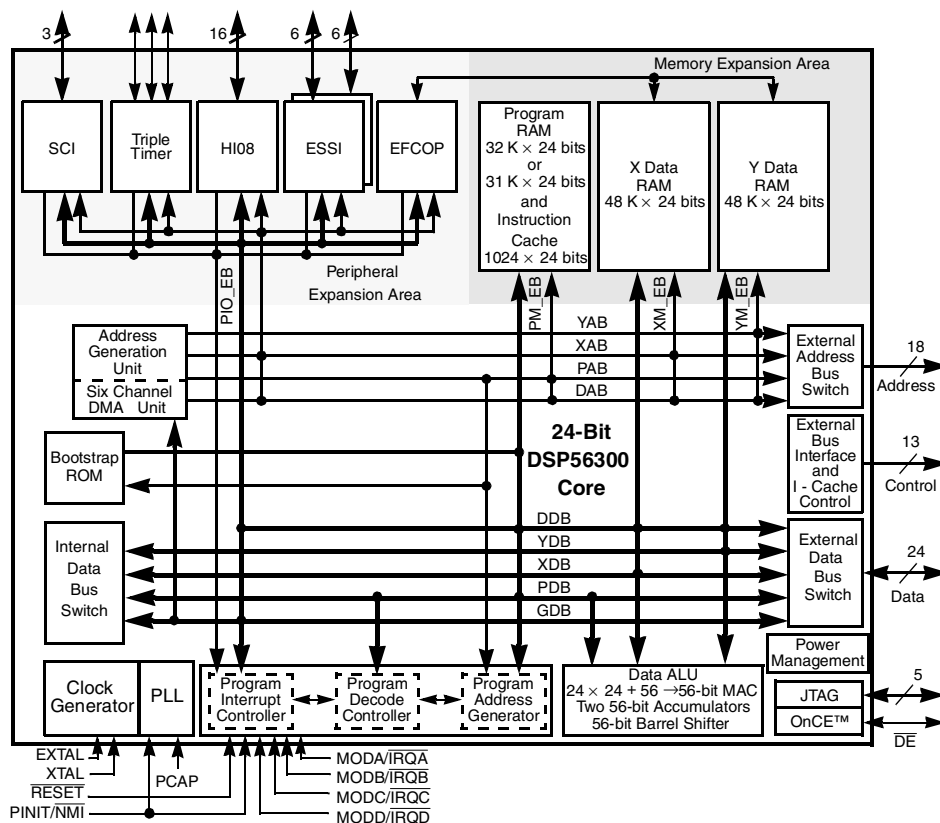 3
16
6
6
Memory Expansion Area
SCI
Triple
Timer
HI08
ESSI
EFCOP
Program
RAM
32 K × 24 bits
or
31 K × 24 bits
and
Instruction
Cache
1024 × 24 bits
X Data
RAM
48 K × 24 bits
Y Data
RAM
48 K × 24 bits
Peripheral
Expansion Area
PIO_EB
PM_EB
XM_EB
YM_EB
Address
Generation
Unit
Six Channel
DMA Unit
YAB
XAB
PAB
DAB
External
Address
Bus
Switch
18
Address
Bootstrap
ROM
24-Bit
DSP56300
Core
External
Bus
Interface
and
I - Cache
Control
13
Control
Internal
Data
Bus
Switch
DDB
YDB
XDB
PDB
GDB
External
Data
Bus
Switch
24
Data
Power
Management
Clock
Generator
PLL
Program
Interrupt
Controller
Program
Decode
Controller
Program
Address
Generator
Data ALU
24 × 24 + 56 →56-bit MAC
Two 56-bit Accumulators
56-bit Barrel Shifter
JTAG
OnCE™
5
DE
EXTAL
XTAL
RESET
PINIT/NMI
PCAP
MODA/IRQA
MODB/IRQB
MODC/IRQC
MODD/IRQD